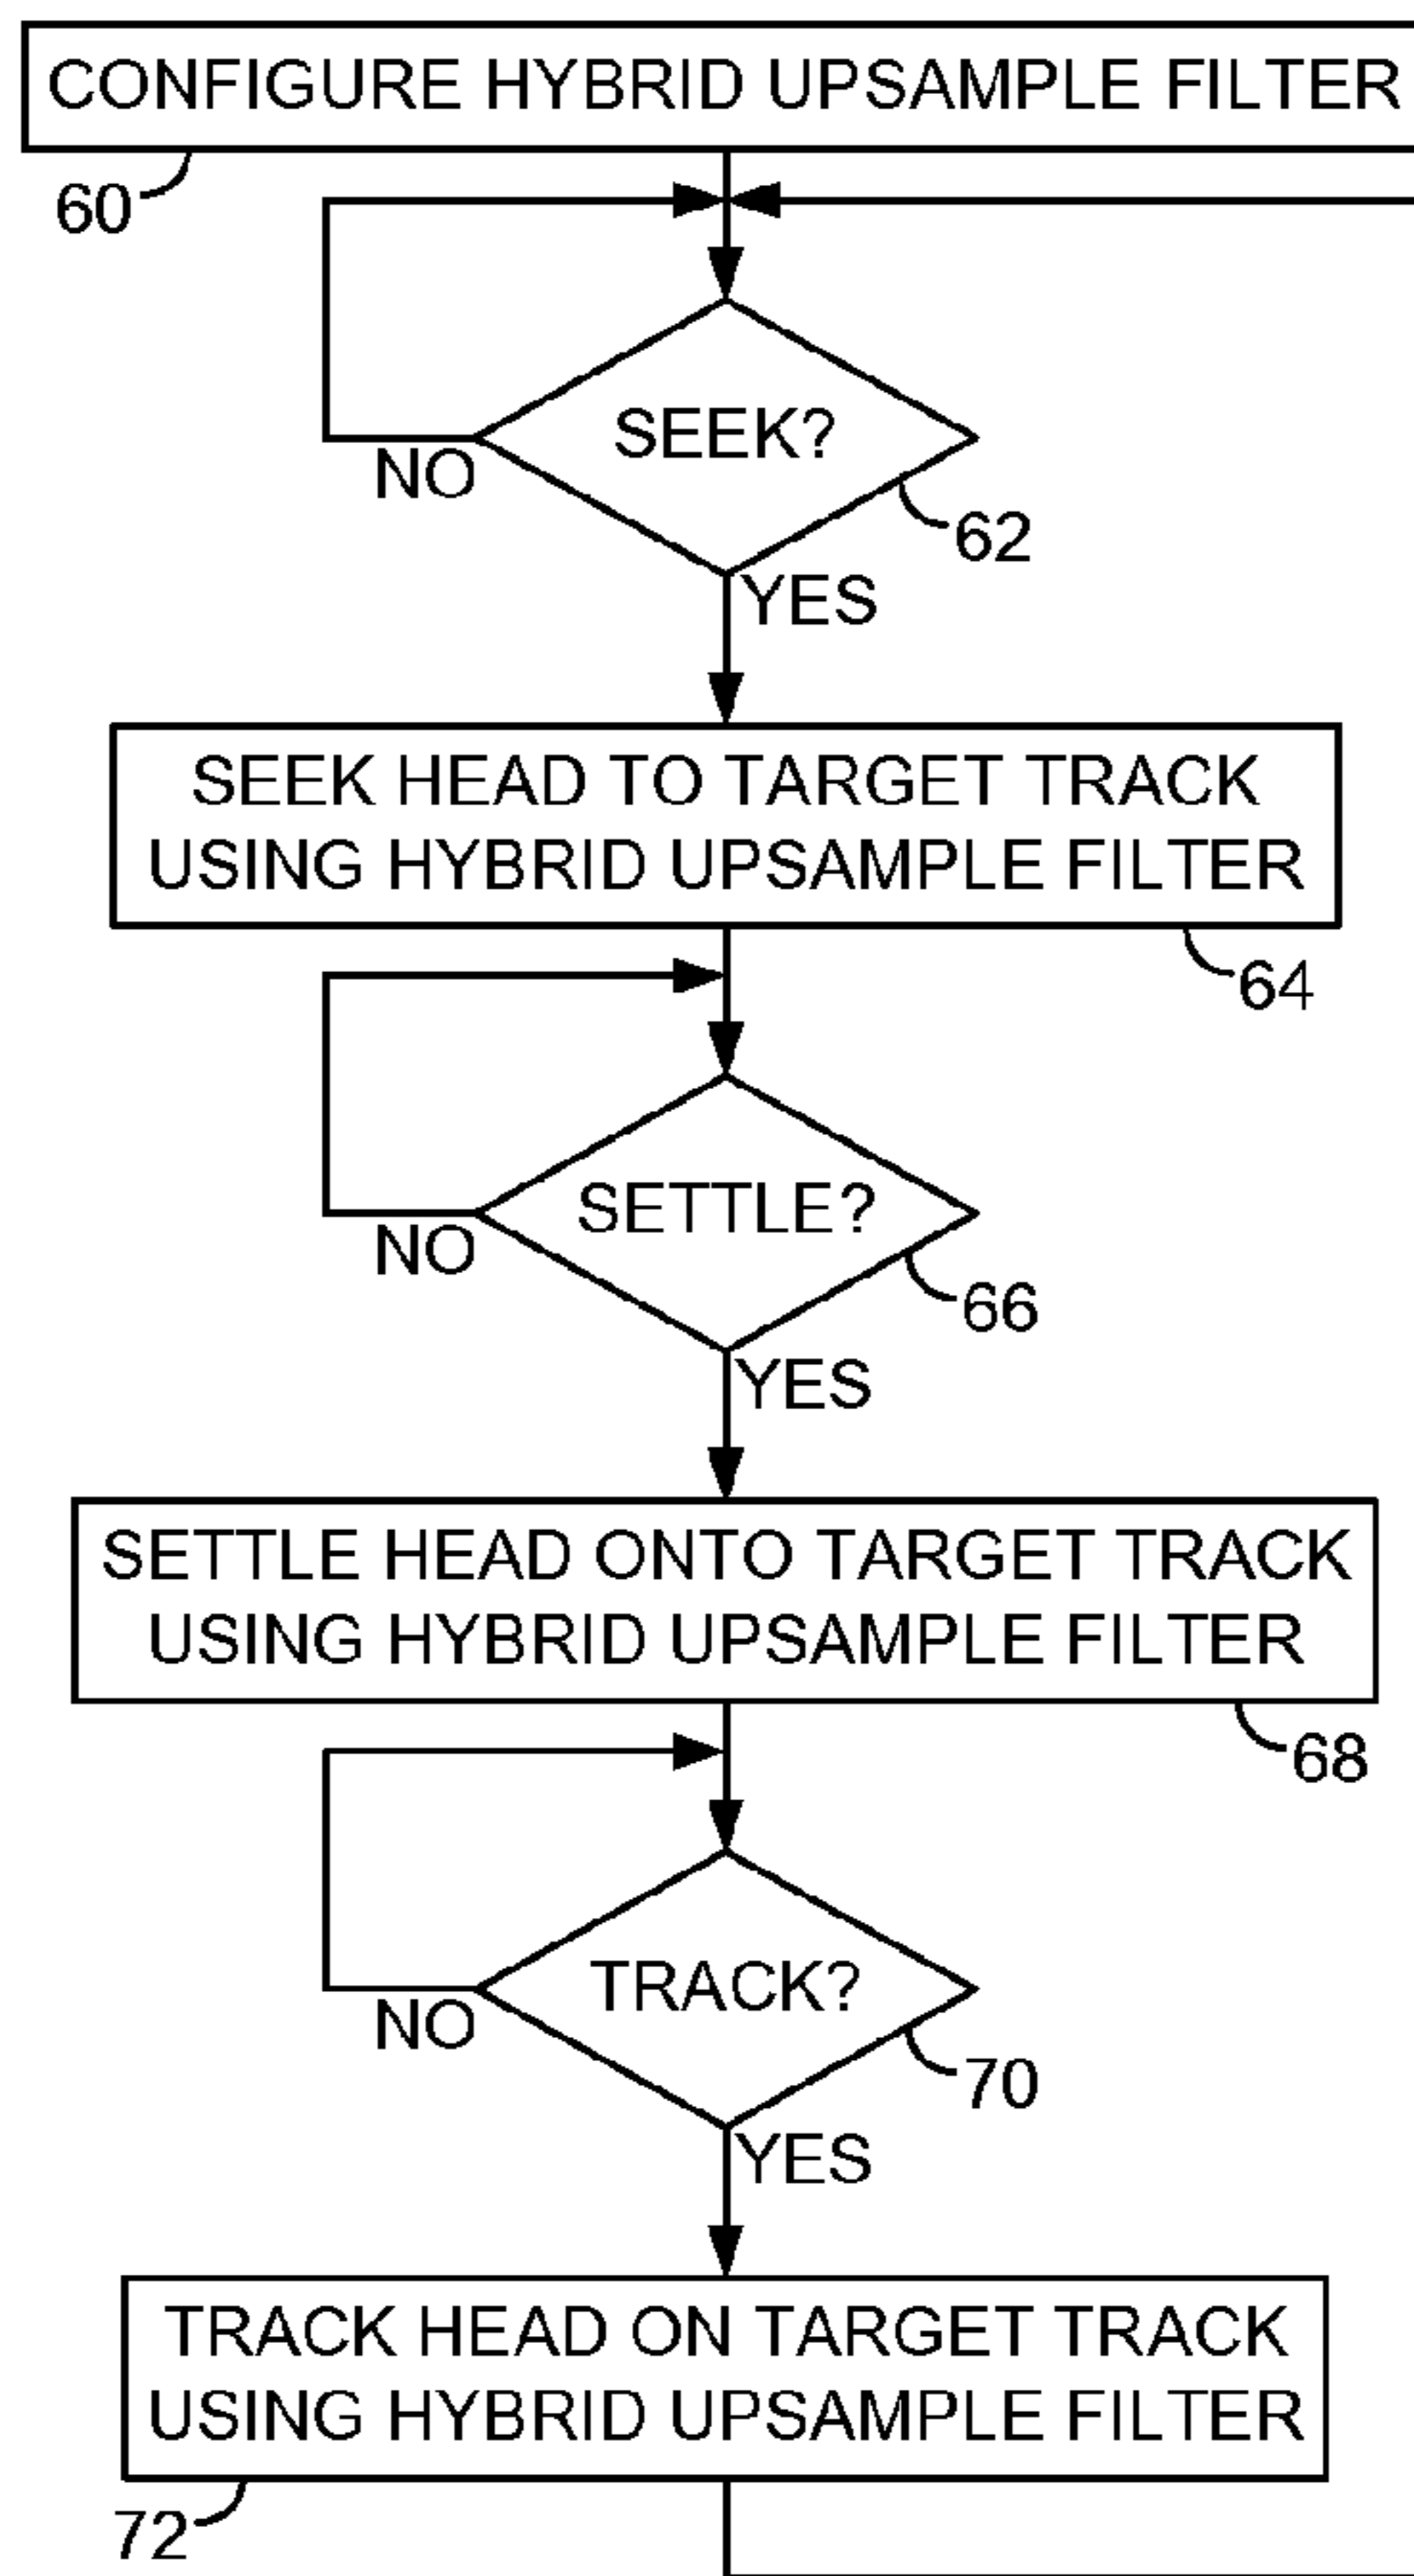 CONFIGURE HYBRID UPSAMPLE FILTER
60
SEEK?
NO
62
YES
SEEK HEAD TO TARGET TRACK
USING HYBRID UPSAMPLE FILTER
64
SETTLE?
NO
66
YES
SETTLE HEAD ONTO TARGET TRACK
USING HYBRID UPSAMPLE FILTER
68
TRACK?
NO
70
YES
TRACK HEAD ON TARGET TRACK
USING HYBRID UPSAMPLE FILTER
72